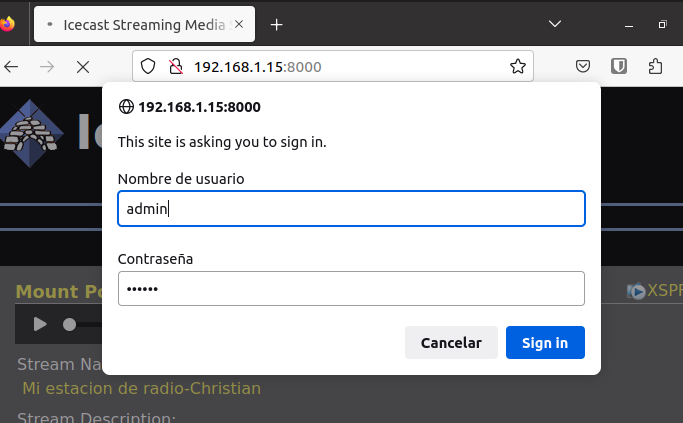 Icecast Streaming Media S
192.168.1.15:8000
192.168.1.15:8000
This site is asking you to sign in.
Nombre de usuario
admin
Contraseña
••••••
Cancelar
Sign in
Mount Po
XSPF
Stream Na
Mi estacion de radio-Christian
Stream Description: